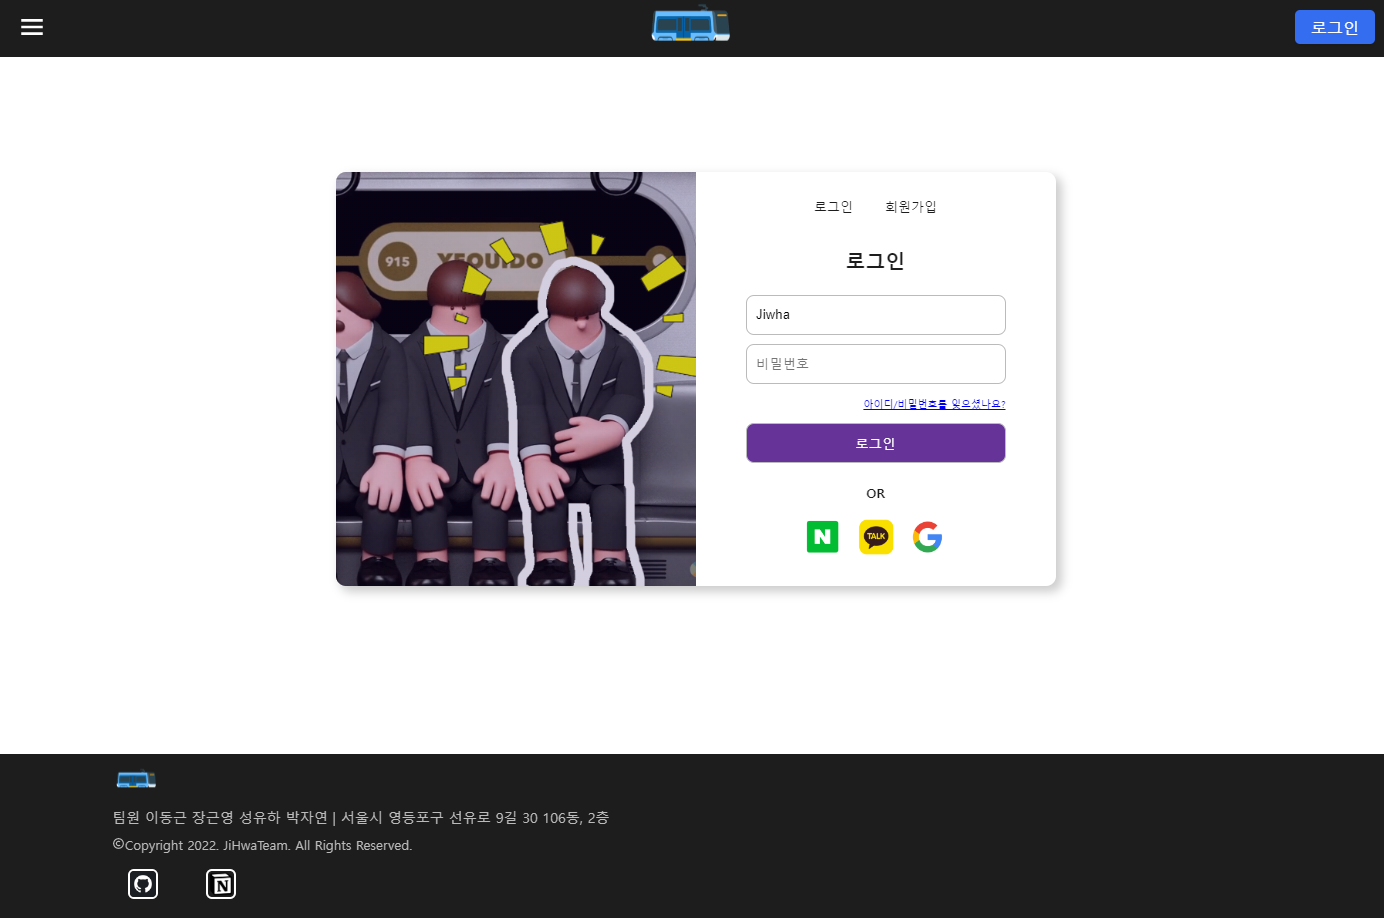 로그인
915 YEOUIDO
로그인 회원가입
로그인
Jiwha
비밀번호
아이디/비밀번호를 잊으셨나요?
로그인
OR
N TALK G
팀원 이동근 장근영 성유하 박자연 | 서울시 영등포구 선유로 9길 30 106동, 2층
©Copyright 2022. JiHwaTeam. All Rights Reserved.
N